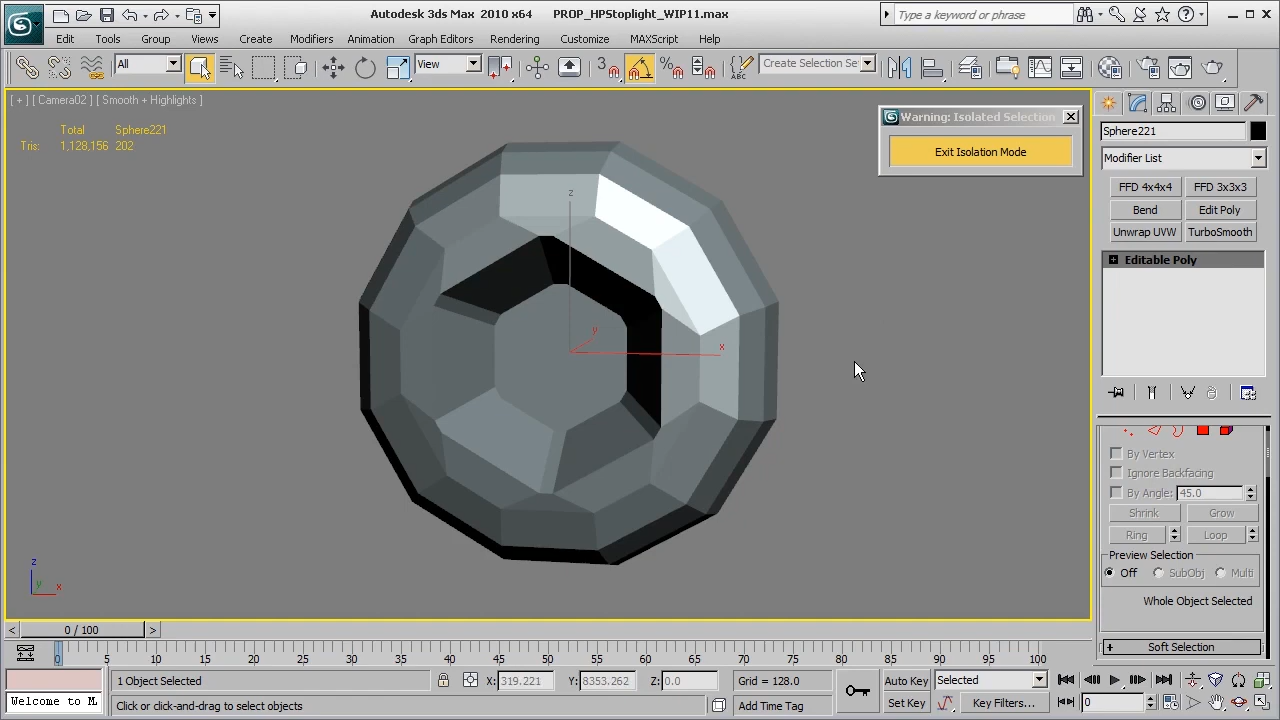 Autodesk 3ds Max 2010 x64 PROP_HPStoplight_WIP11.max
Type a keyword or phrase
Edit Tools Group Views Create Modifiers Animation Graph Editors Rendering Customize MAXScript Help
All View 3 Create Selection Se
[ + ] [ Camera02 ] [ Smooth + Highlights ]
Total Sphere221
Tris: 1,128,156 202
Warning: Isolated Selection
Exit Isolation Mode
z
y
x
z
y
x
Sphere221
Modifier List
FFD 4x4x4 FFD 3x3x3
Bend Edit Poly
Unwrap UVW TurboSmooth
Editable Poly
By Vertex
Ignore Backfacing
By Angle: 45.0
Shrink Grow
Ring Loop
Preview Selection
Off SubObj Multi
Whole Object Selected
+ Soft Selection
< 0 / 100 >
0 5 10 15 20 25 30 35 40 45 50 55 60 65 70 75 80 85 90 95 100
1 Object Selected X: 319.221 Y: 8353.262 Z: 0.0 Grid = 128.0 Auto Key Selected
Welcome to M Click or click-and-drag to select objects Add Time Tag Set Key Key Filters... 0